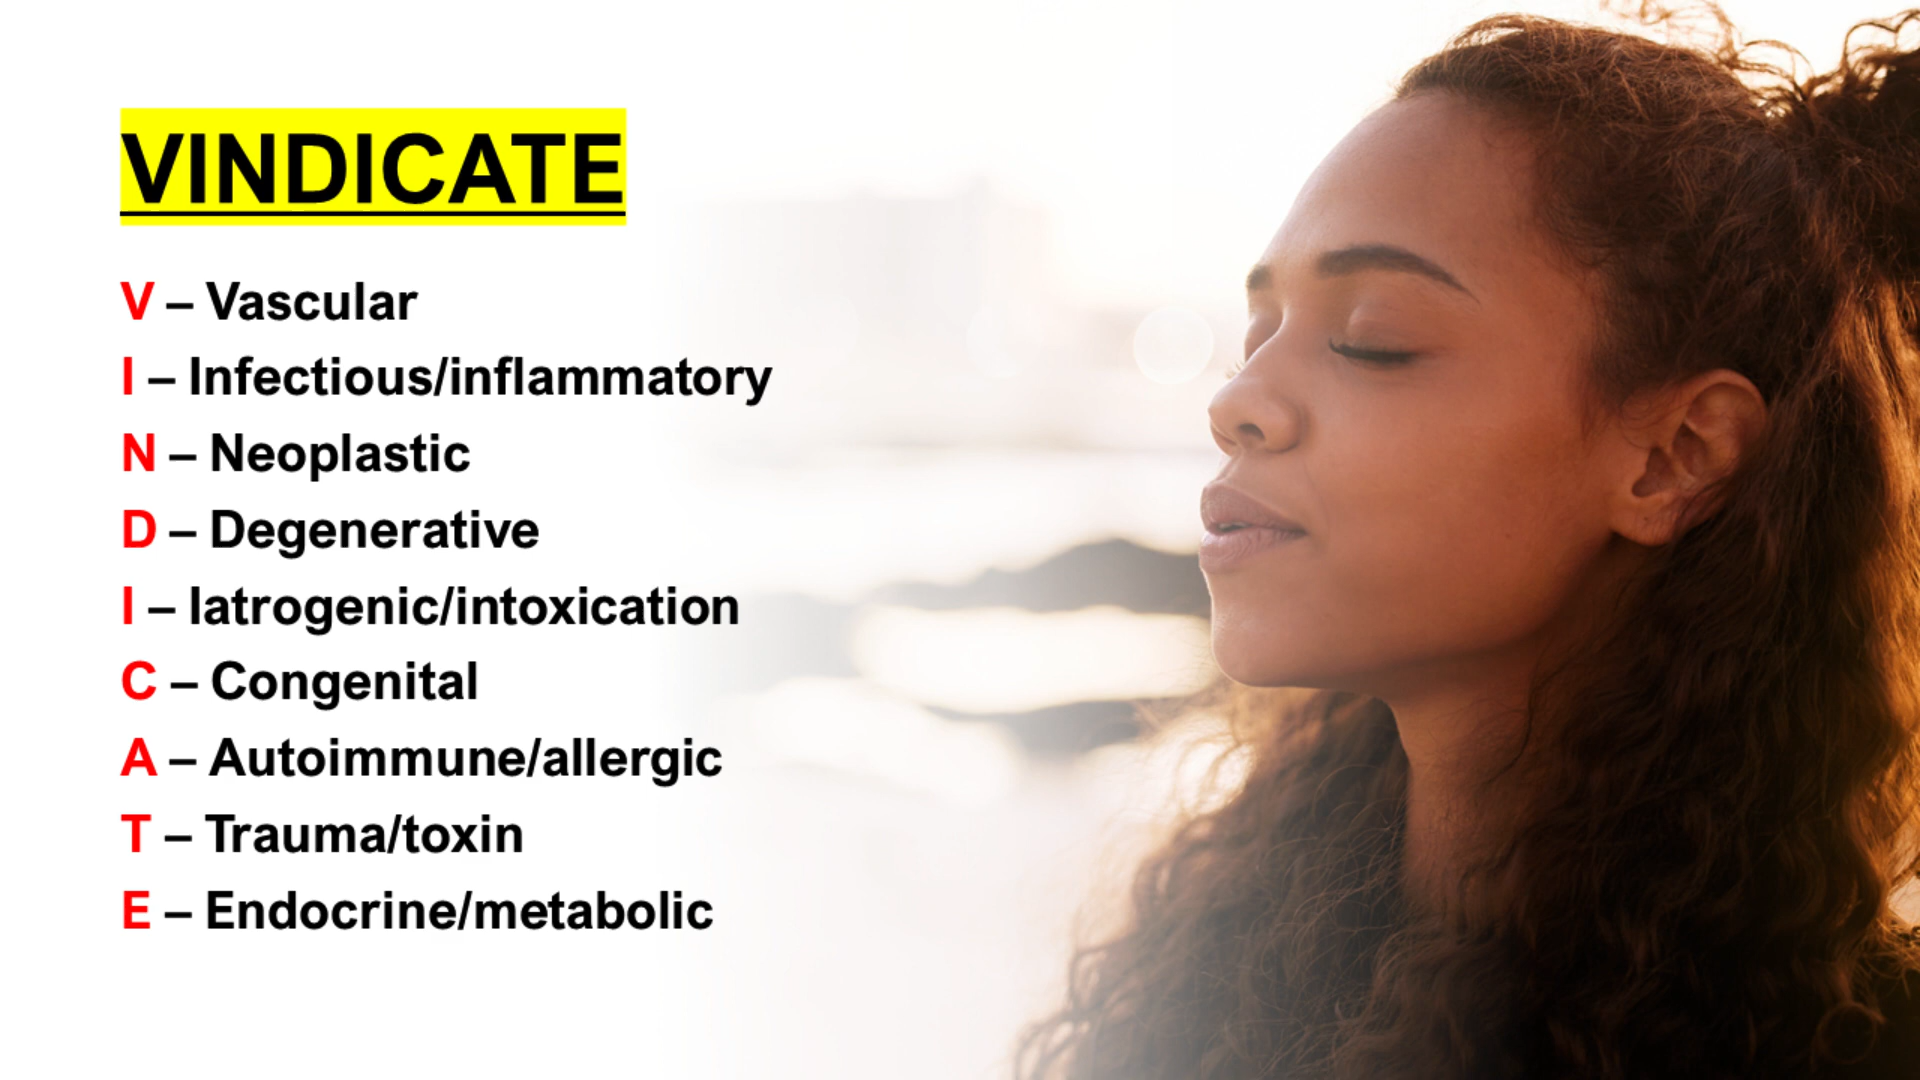 VINDICATE
V – Vascular
I – Infectious/inflammatory
N – Neoplastic
D – Degenerative
I – Iatrogenic/intoxication
C – Congenital
A – Autoimmune/allergic
T – Trauma/toxin
E – Endocrine/metabolic